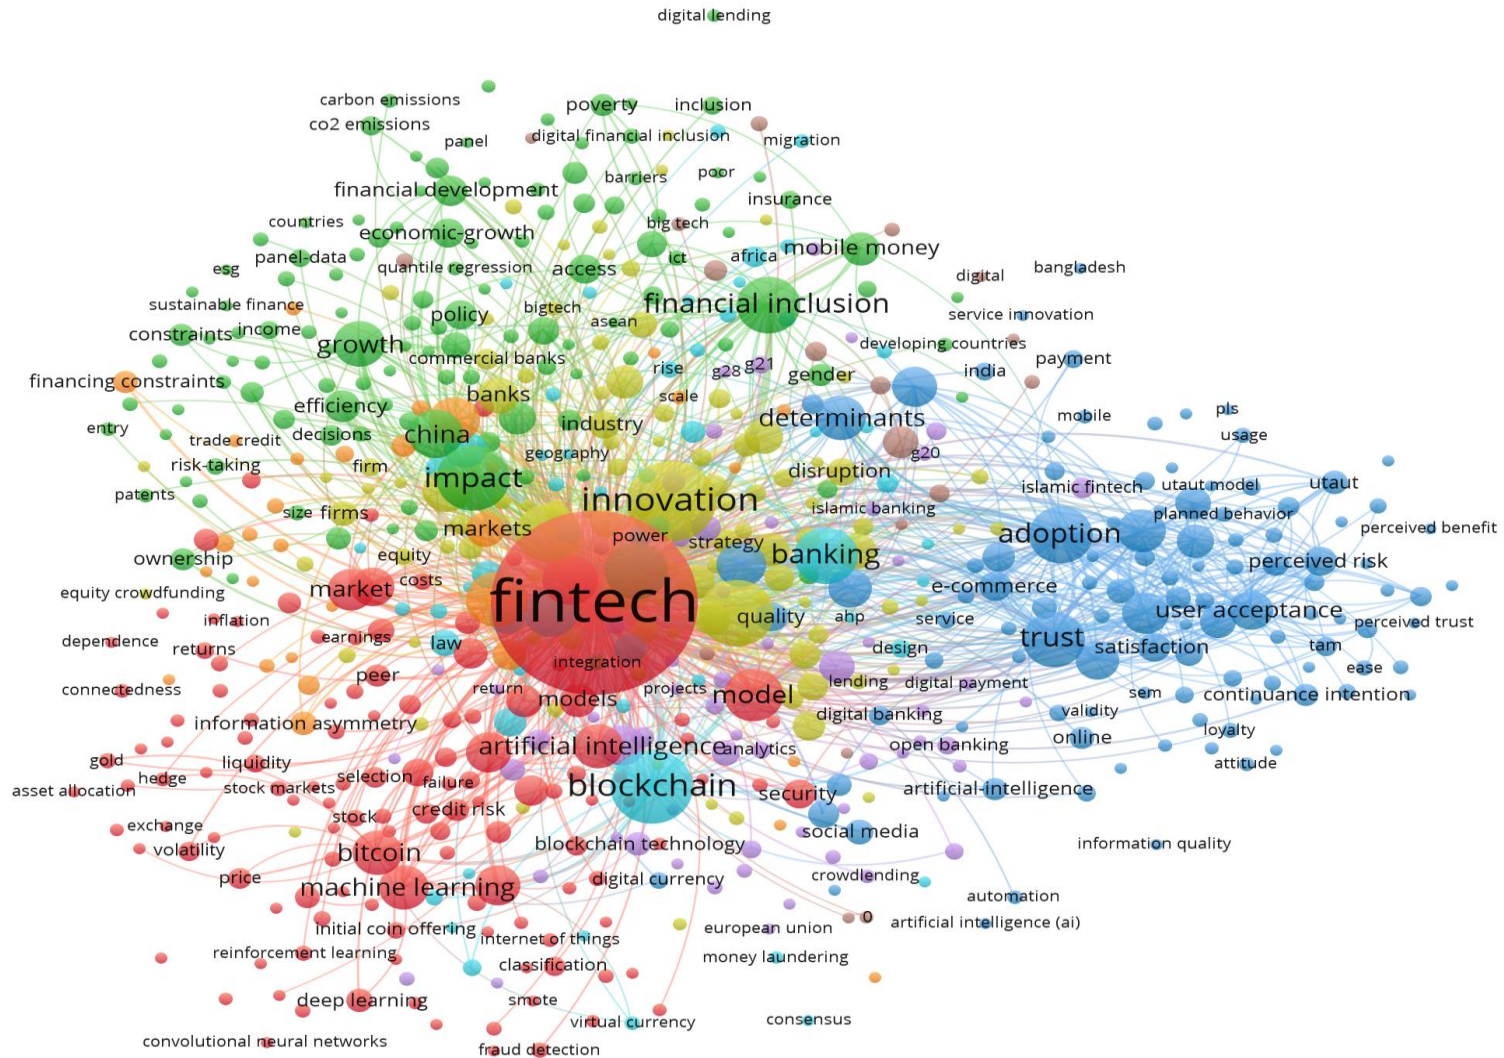 digital lending
carbon emissions
poverty
inclusion
co2 emissions
panel
digital financial inclusion
migration
barriers
poor
financial development
insurance
countries
economic-growth
big tech
mobile money
panel-data
ict
africa
esg
quantile regression
access
digital
bangladesh
sustainable finance
policy
bigtech
financial inclusion
service innovation
constraints
income
asean
growth
commercial banks
developing countries
payment
rise
g28
g21
gender
india
financing constraints
banks
scale
efficiency
determinants
mobile
pls
entry
decisions
china
industry
usage
trade credit
geography
g20
risk-taking
firm
impact
disruption
islamic fintech
utaut model
utaut
patents
innovation
islamic banking
size
firms
planned behavior
markets
power
strategy
adoption
perceived benefit
ownership
equity
banking
perceived risk
equity crowdfunding
market
costs
fintech
e-commerce
inflation
quality
ahp
service
user acceptance
perceived trust
dependence
returns
earnings
law
design
trust
satisfaction
tam
integration
ease
connectedness
peer
return
projects
lending
digital payment
models
model
sem
continuance intention
information asymmetry
digital banking
validity
loyalty
artificial intelligence
analytics
open banking
online
gold
liquidity
attitude
hedge
selection
failure
asset allocation
stock markets
blockchain
security
artificial-intelligence
credit risk
stock
exchange
social media
volatility
bitcoin
blockchain technology
information quality
price
machine learning
digital currency
crowdlending
automation
0
initial coin offering
european union
artificial intelligence (ai)
internet of things
reinforcement learning
classification
money laundering
deep learning
smote
virtual currency
consensus
convolutional neural networks
fraud detection